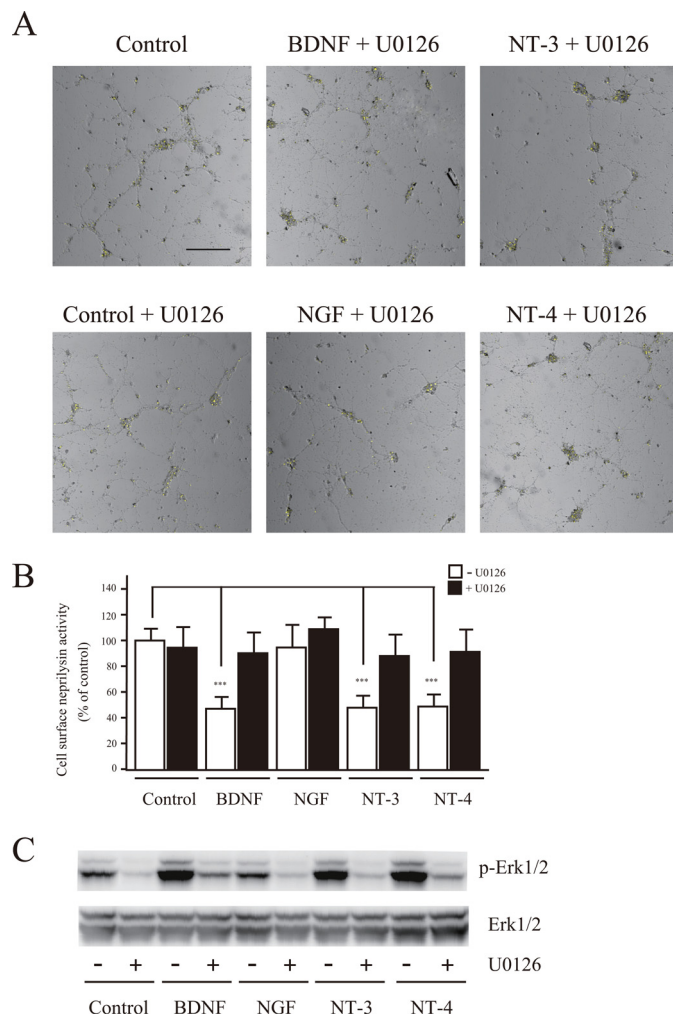 A
Control
BDNF + U0126
NT-3 + U0126
Control + U0126
NGF + U0126
NT-4 + U0126
B
Cell surface neprilysin activity
(% of control)
140
120
100
80
60
40
20
0
- U0126
+ U0126
***
***
***
Control
BDNF
NGF
NT-3
NT-4
C
p-Erk1/2
Erk1/2
- + - + - + - + - + U0126
Control
BDNF
NGF
NT-3
NT-4